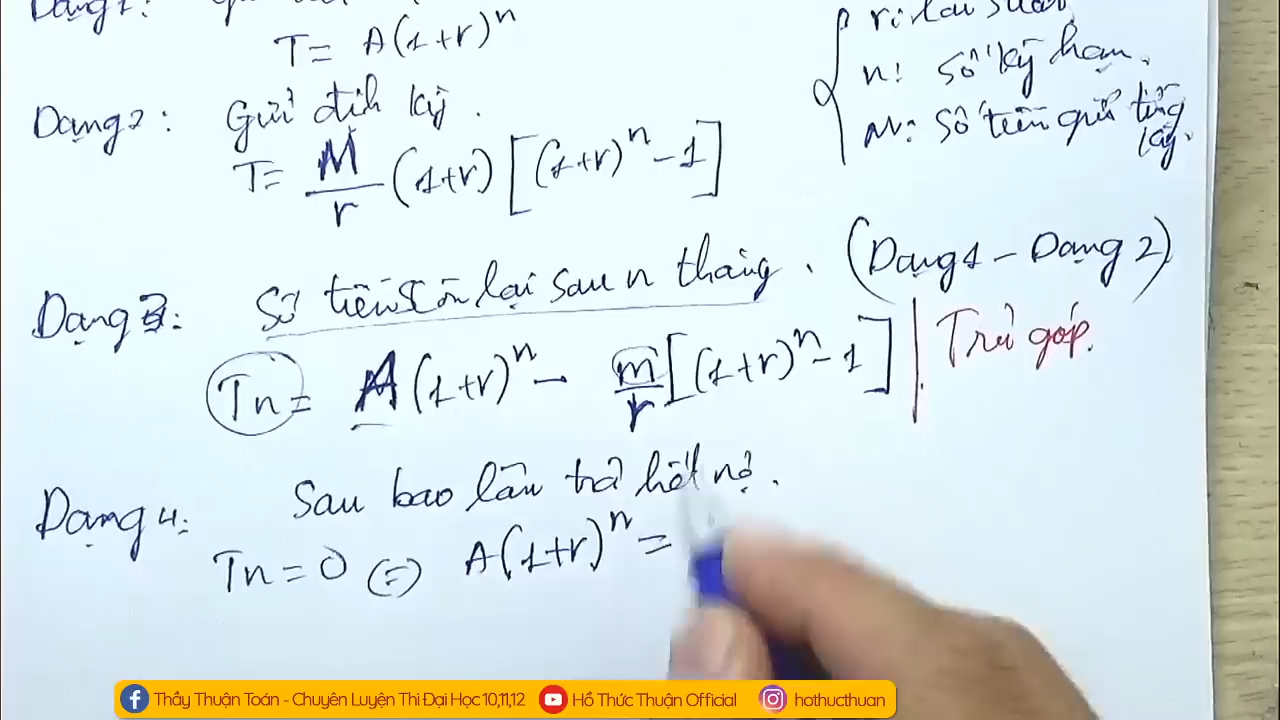 Dạng 1:
T = A(1+r)^n
r: lãi suất
n: số kỳ hạn.
M: số tiền gửi từng kỳ.
Dạng 2: Gửi định kỳ.
T = M/r (1+r) [(1+r)^n - 1]
Dạng 3: Số tiền còn lại sau n tháng. (Dạng 1 - Dạng 2)
Tn = A(1+r)^n - m/r [(1+r)^n - 1] | Trả góp.
Dạng 4: Sau bao lâu trả hết nợ.
Tn = 0 (=) A(1+r)^n =
Thầy Thuận Toán - Chuyên Luyện Thi Đại Học 10,11,12 Hồ Thức Thuận Official hothucthuan